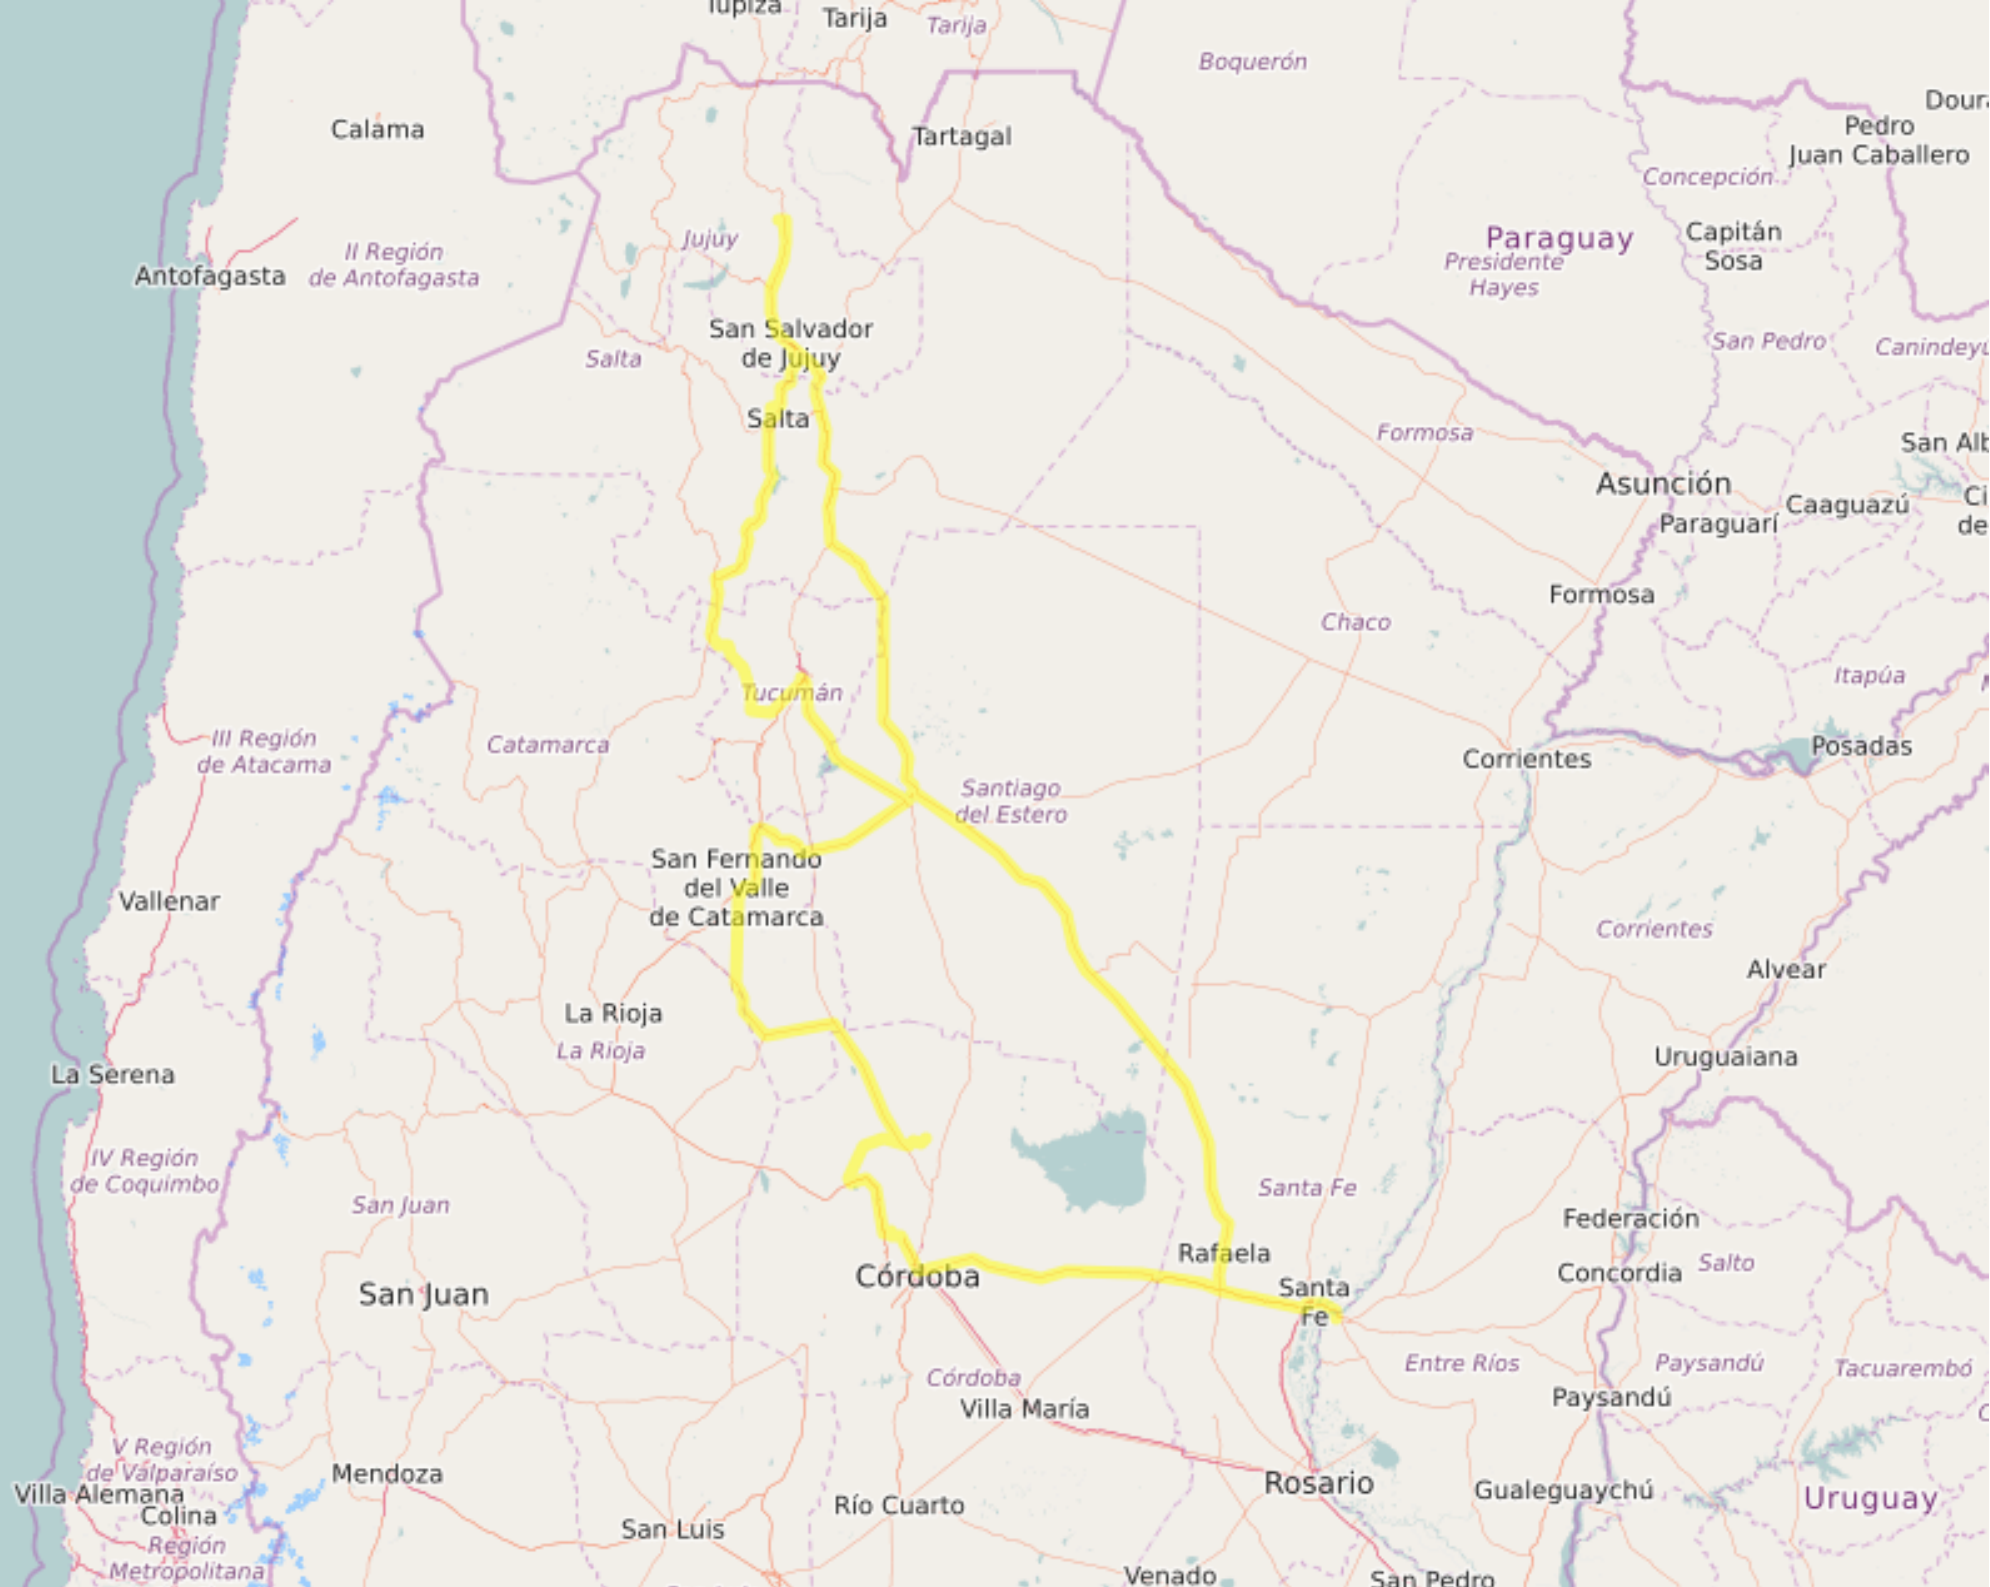 Tupiza
Tarija
Tarija
Boquerón
Calama
Tartagal
Pedro
Juan Caballero
Concepción
II Región
de Antofagasta
Antofagasta
Jujuy
Paraguay
Presidente
Hayes
Capitán
Sosa
San Salvador
de Jujuy
Salta
San Pedro
Canindeyú
Salta
Formosa
San Alb
Asunción
Caaguazú
Ci
de
Paraguarí
Formosa
Chaco
Itapúa
Tucumán
III Región
de Atacama
Catamarca
Corrientes
Posadas
Santiago
del Estero
San Fernando
del Valle
de Catamarca
Vallenar
Corrientes
Alvear
La Rioja
La Rioja
Uruguaiana
La Serena
IV Región
de Coquimbo
San Juan
Santa Fe
Federación
Rafaela
Salto
Concordia
Córdoba
Santa
Fe
San Juan
Córdoba
Entre Ríos
Paysandú
Tacuarembó
Villa María
Paysandú
V Región
de Valparaíso
Mendoza
Villa Alemana
Colina
Rosario
Gualeguaychú
Uruguay
Río Cuarto
San Luis
Región
Metropolitana
Venado
San Pedro